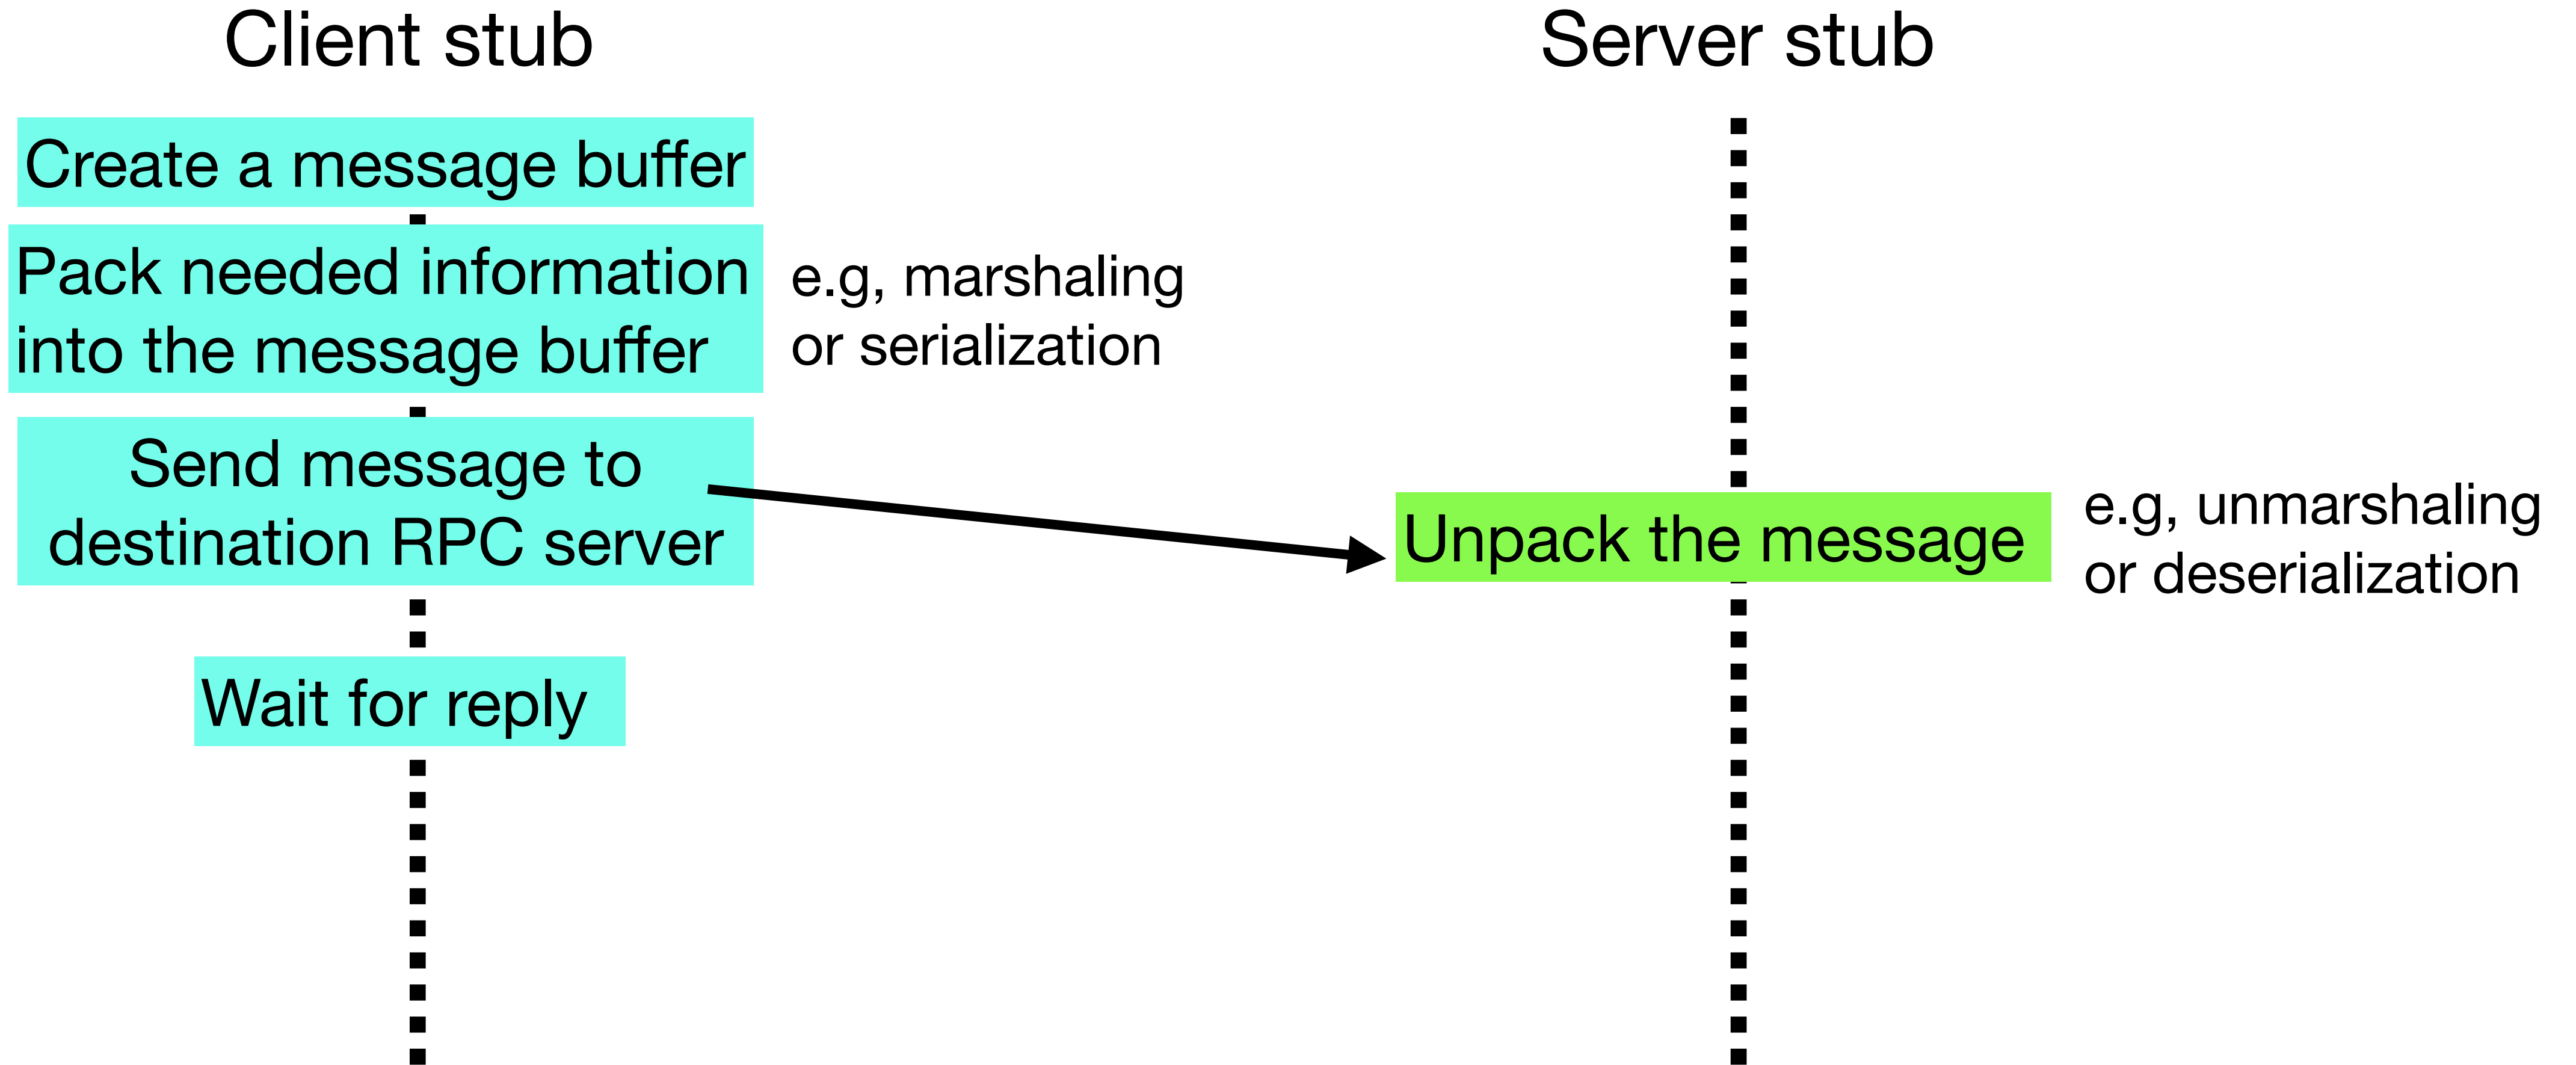 Client stub
Server stub
Create a message buffer
Pack needed information
into the message buffer
e.g, marshaling
or serialization
Send message to
destination RPC server
Unpack the message
e.g, unmarshaling
or deserialization
Wait for reply